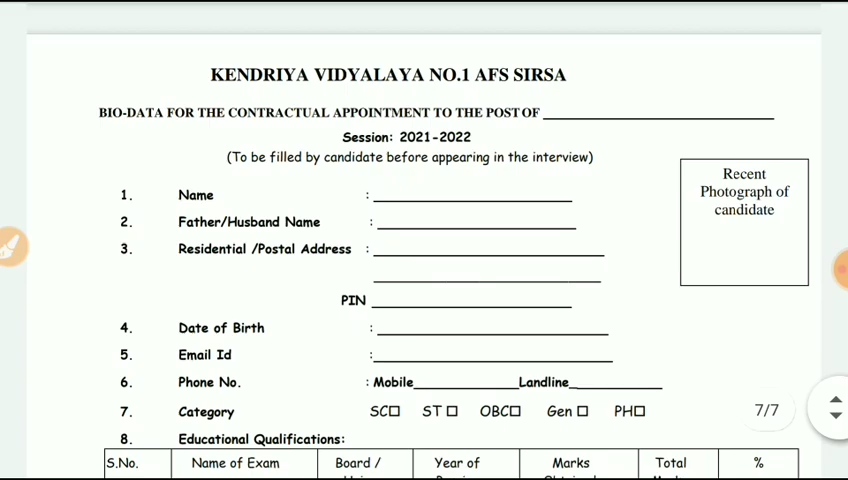 KENDRIYA VIDYALAYA NO.1 AFS SIRSA
BIO-DATA FOR THE CONTRACTUAL APPOINTMENT TO THE POST OF
Session: 2021-2022
(To be filled by candidate before appearing in the interview)
Recent
Photograph of
candidate
1. Name :
2. Father/Husband Name :
3. Residential /Postal Address :
PIN
4. Date of Birth :
5. Email Id :
6. Phone No. : Mobile Landline
7. Category SC ST OBC Gen PH
7/7
8. Educational Qualifications:
S.No. Name of Exam Board / Year of Marks Total %